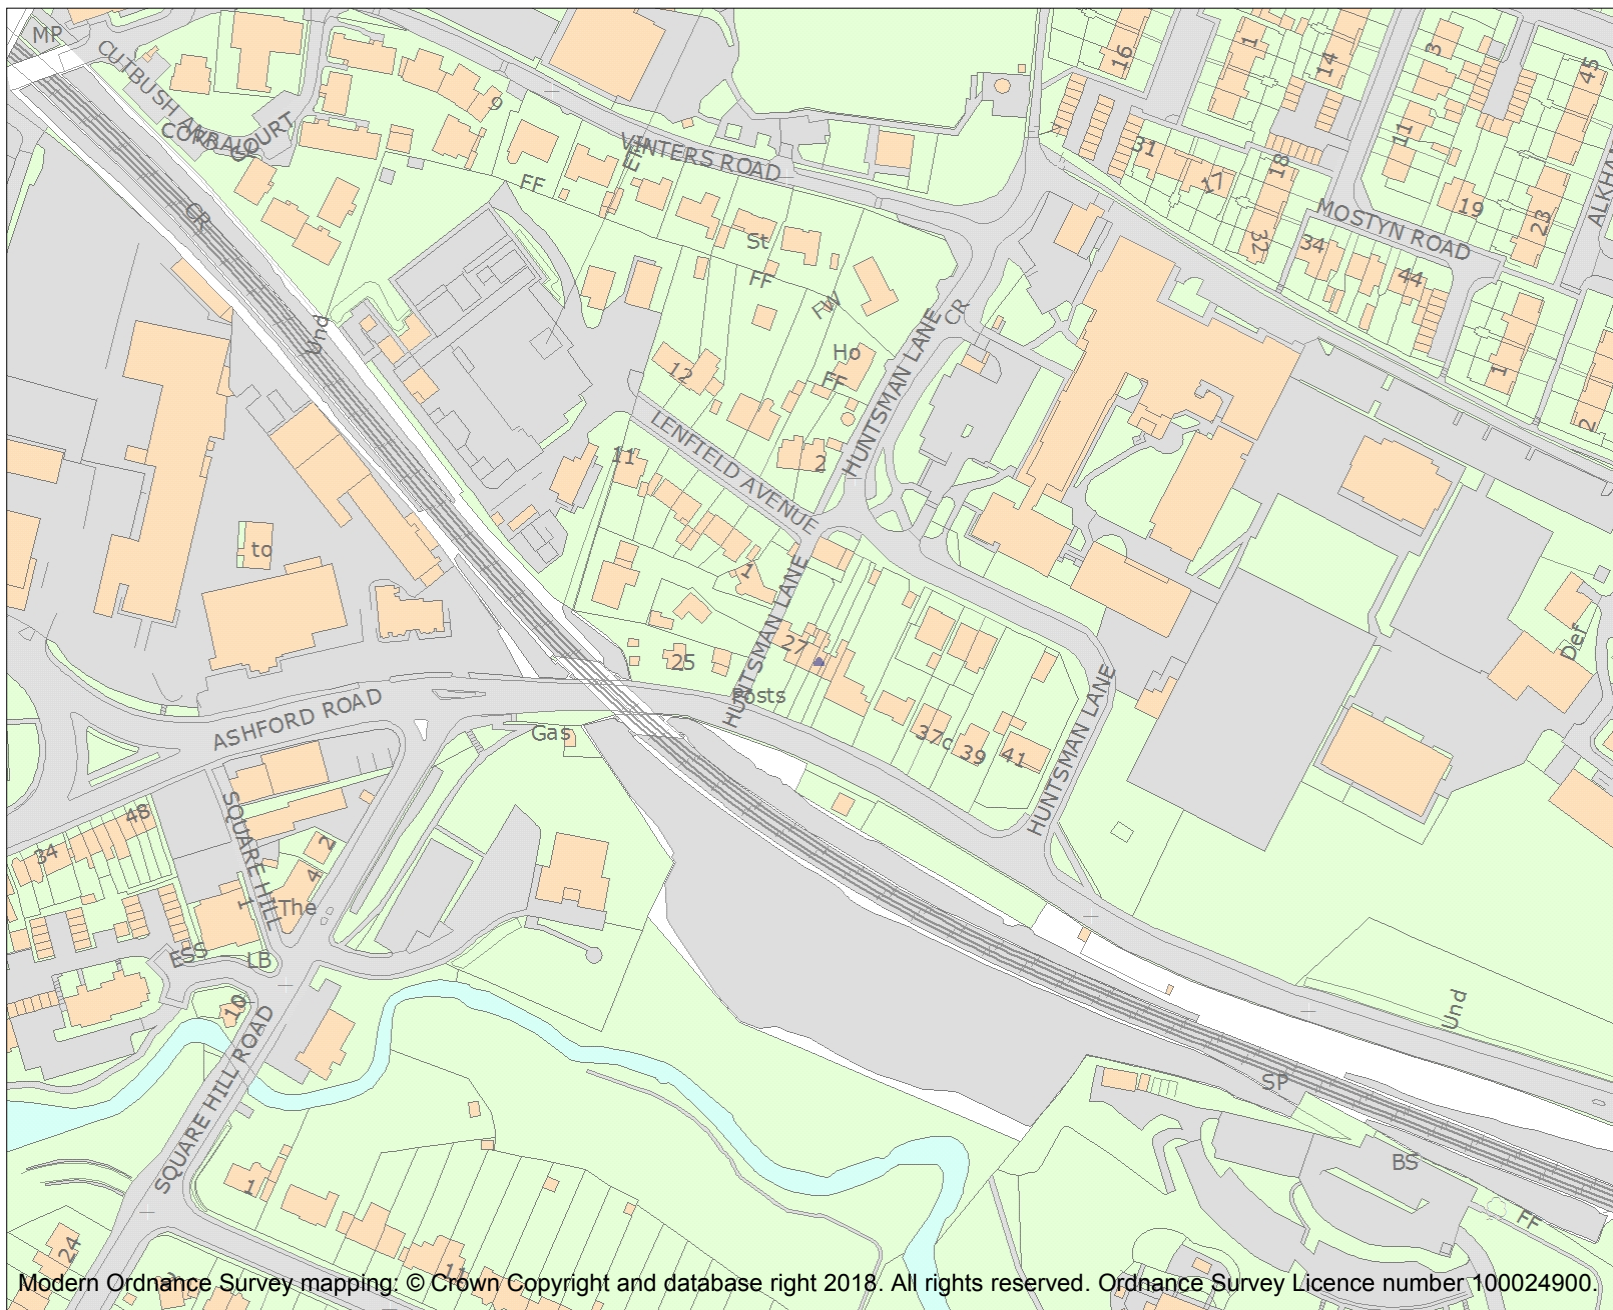 MP
CUTBUSH
COURT
9
FF
VINTERS ROAD
16
1
14
3
45
11
31
17
18
32
19
23
MOSTYN ROAD
34
44
1
2
CR
Und
St
FF
FW
Ho
FF
CR
HUNTSMAN LANE
12
11
LENFIELD AVENUE
2
1
to
HUNTSMAN LANE
27
25
Posts
Def
ASHFORD ROAD
Gas
37c
39
41
HUNTSMAN LANE
SQUARE HILL
48
34
2
4
1
The
ESS
LB
10
SQUARE HILL ROAD
Und
SP
BS
FF
1
24
11
Modern Ordnance Survey mapping: © Crown Copyright and database right 2018. All rights reserved. Ordnance Survey Licence number 100024900.